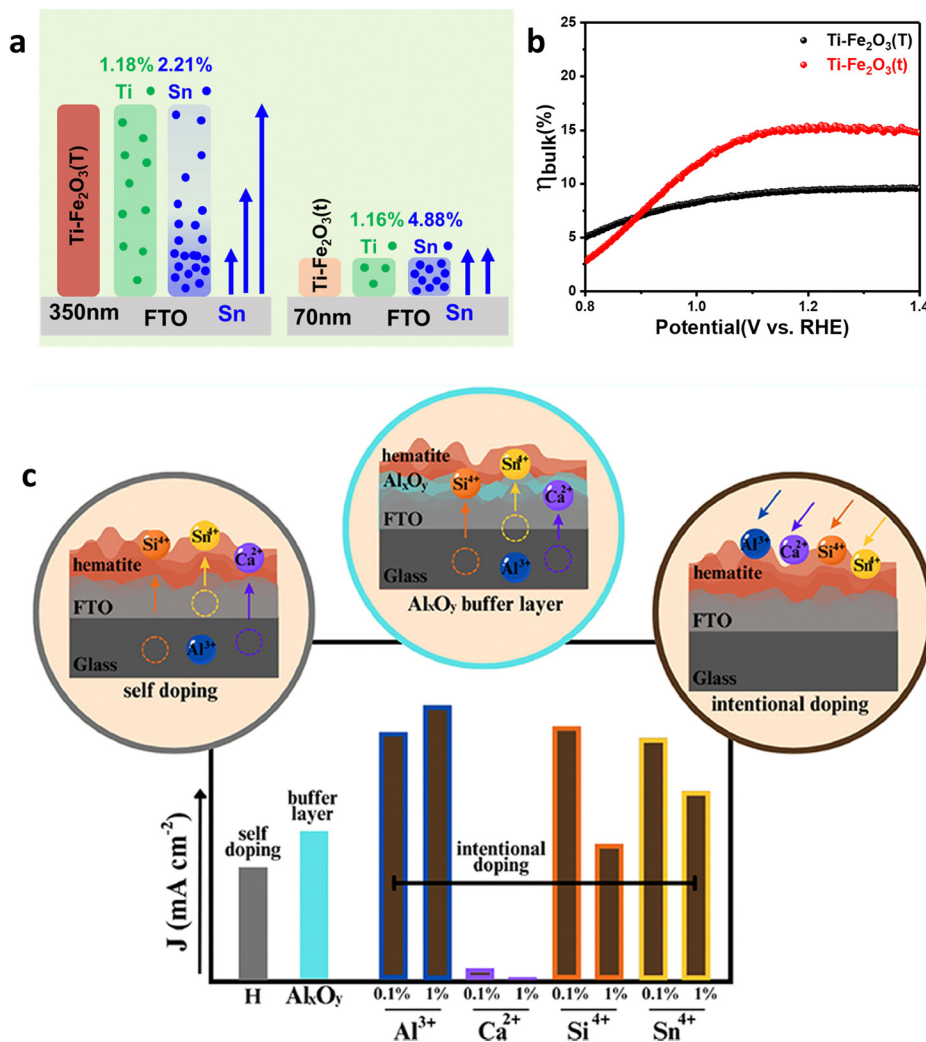 a
1.18% 2.21%
Ti Sn
Ti-Fe₂O₃(T)
350nm FTO Sn
1.16% 4.88%
Ti Sn
Ti-Fe₂O₃(t)
70nm FTO Sn
b
Ti-Fe₂O₃(T)
Ti-Fe₂O₃(t)
ηbulk(%)
25
20
15
10
5
0
0.8 1.0 1.2 1.4
Potential(V vs. RHE)
c
Si⁴⁺ Sn⁴⁺ Ca²⁺
hematite
FTO
Glass Al³⁺
self doping
hematite Sn⁴⁺
AlₓOᵧ Si⁴⁺ Ca²⁺
FTO
Glass Al³⁺
AlₓOᵧ buffer layer
Al³⁺ Ca²⁺ Si⁴⁺ Sn⁴⁺
hematite
FTO
Glass
intentional doping
J (mA cm⁻²)
self
doping
buffer
layer
intentional
doping
H AlₓOᵧ
0.1% 1% 0.1% 1% 0.1% 1% 0.1% 1%
Al³⁺ Ca²⁺ Si⁴⁺ Sn⁴⁺